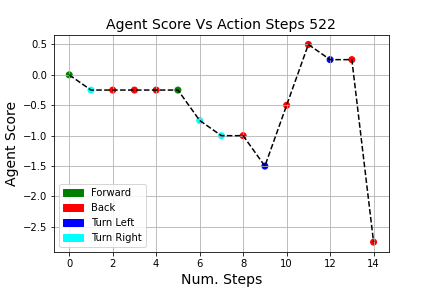 Agent Score Vs Action Steps 522
Agent Score
0.5
0.0
−0.5
−1.0
−1.5
−2.0
−2.5
Forward
Back
Turn Left
Turn Right
0 2 4 6 8 10 12 14
Num. Steps